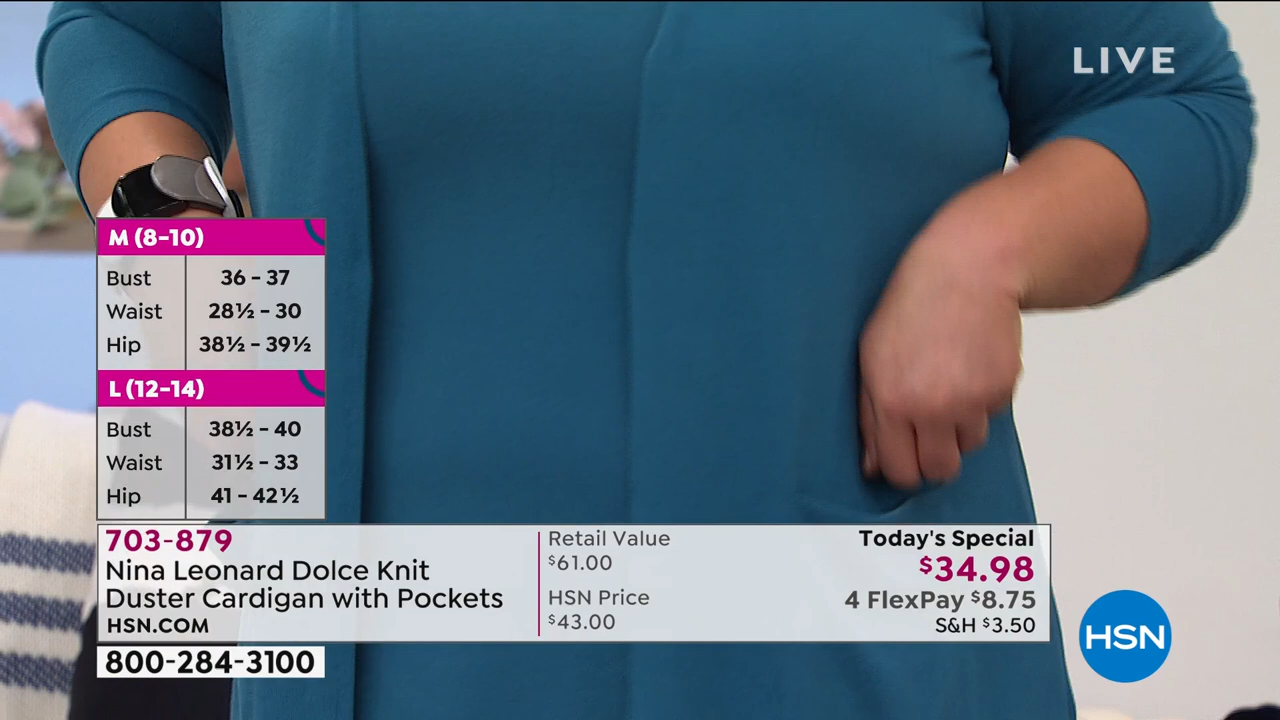 LIVE
M (8-10)
Bust 36 - 37
Waist 28½ - 30
Hip 38½ - 39½
L (12-14)
Bust 38½ - 40
Waist 31½ - 33
Hip 41 - 42½
703-879
Nina Leonard Dolce Knit
Duster Cardigan with Pockets
HSN.COM
Retail Value
$61.00
HSN Price
$43.00
Today's Special
$34.98
4 FlexPay $8.75
S&H $3.50
800-284-3100
HSN